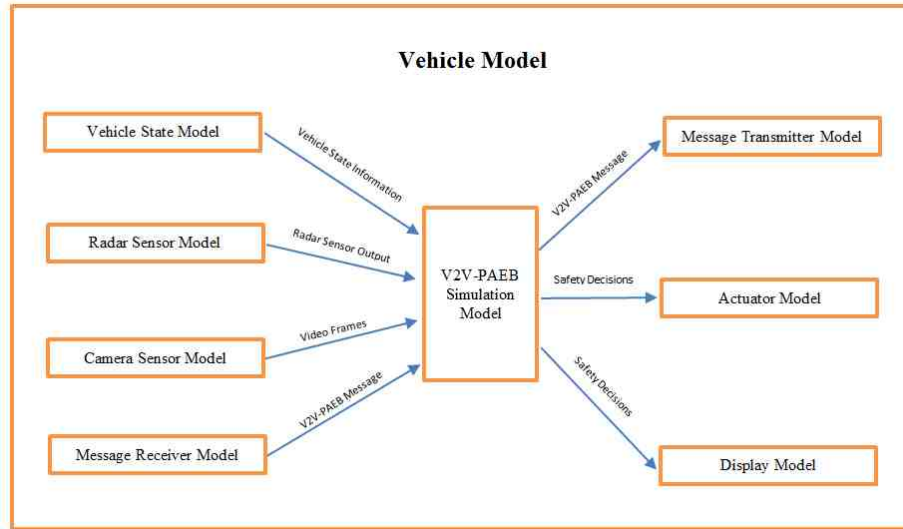 Vehicle Model
Vehicle State Model
Vehicle State Information
Radar Sensor Model
Radar Sensor Output
Camera Sensor Model
Video Frames
Message Receiver Model
V2V-PAEB Message
V2V-PAEB
Simulation
Model
V2V-PAEB Message
Message Transmitter Model
Safety Decisions
Actuator Model
Safety Decisions
Display Model